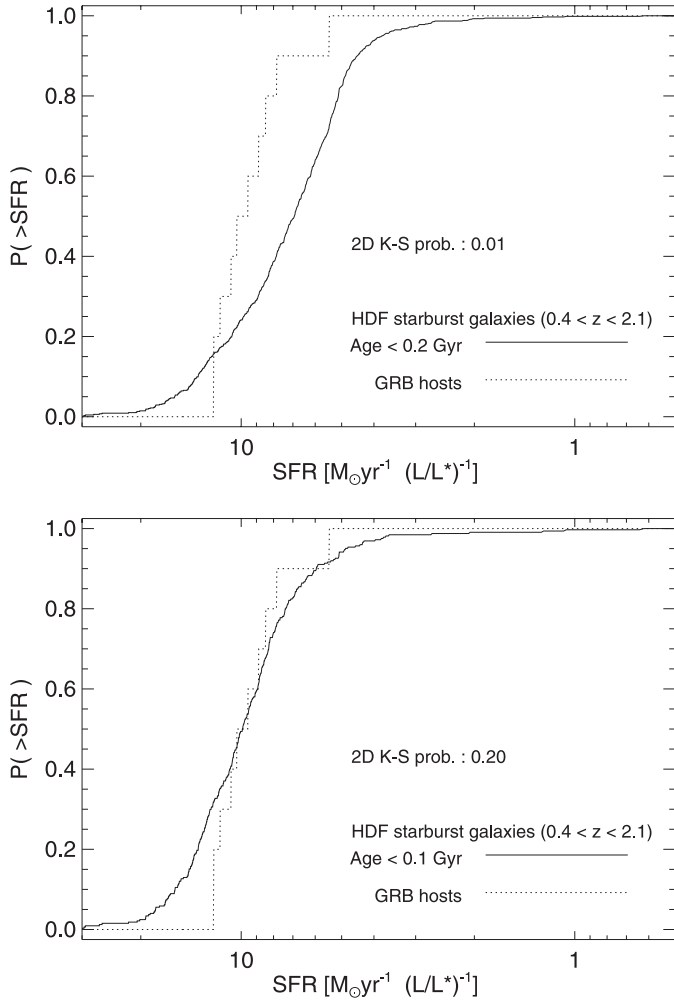 1.0
0.8
0.6
0.4
0.2
0.0
P( >SFR )
2D K-S prob. : 0.01
HDF starburst galaxies (0.4 < z < 2.1)
Age < 0.2 Gyr
GRB hosts
10
1
SFR [M⊙yr⁻¹ (L/L*)⁻¹]
1.0
0.8
0.6
0.4
0.2
0.0
P( >SFR )
2D K-S prob. : 0.20
HDF starburst galaxies (0.4 < z < 2.1)
Age < 0.1 Gyr
GRB hosts
10
1
SFR [M⊙yr⁻¹ (L/L*)⁻¹]